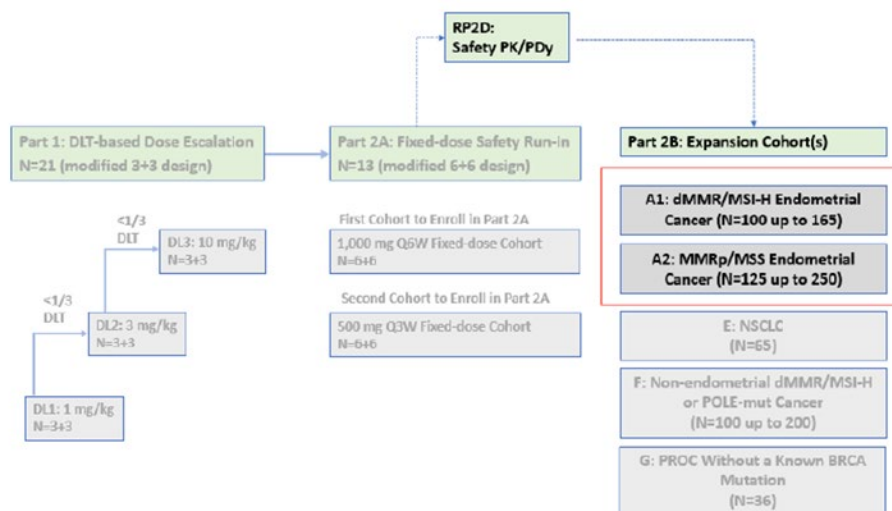 RP2D:
Safety PK/PDy
Part 1: DLT-based Dose Escalation
N=21 (modified 3+3 design)
Part 2A: Fixed-dose Safety Run-in
N=13 (modified 6+6 design)
Part 2B: Expansion Cohort(s)
<1/3
DLT
DL3: 10 mg/kg
N=3+3
<1/3
DLT
DL2: 3 mg/kg
N=3+3
DL1: 1 mg/kg
N=3+3
First Cohort to Enroll in Part 2A
1,000 mg Q6W Fixed-dose Cohort
N=6+6
Second Cohort to Enroll in Part 2A
500 mg Q3W Fixed-dose Cohort
N=6+6
A1: dMMR/MSI-H Endometrial
Cancer (N=100 up to 165)
A2: MMRp/MSS Endometrial
Cancer (N=125 up to 250)
E: NSCLC
(N=65)
F: Non-endometrial dMMR/MSI-H
or POLE-mut Cancer
(N=100 up to 200)
G: PROC Without a Known BRCA
Mutation
(N=36)